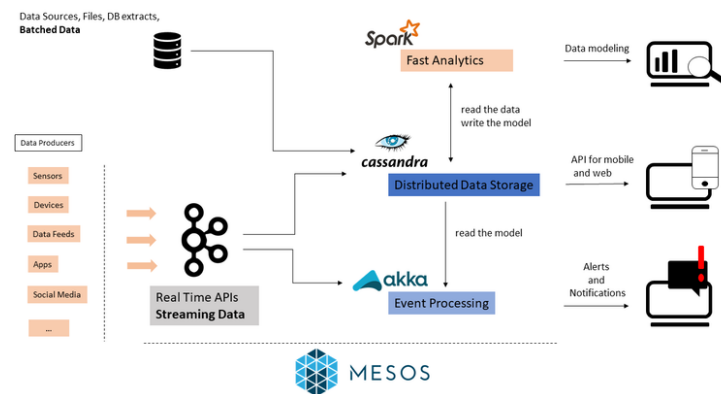 Data Sources, Files, DB extracts,
Batched Data
Spark
Fast Analytics
Data modeling
read the data
write the model
Data Producers
Sensors
Devices
Data Feeds
Apps
Social Media
...
cassandra
Distributed Data Storage
API for mobile
and web
read the model
Real Time APIs
Streaming Data
akka
Event Processing
Alerts
and
Notifications
MESOS